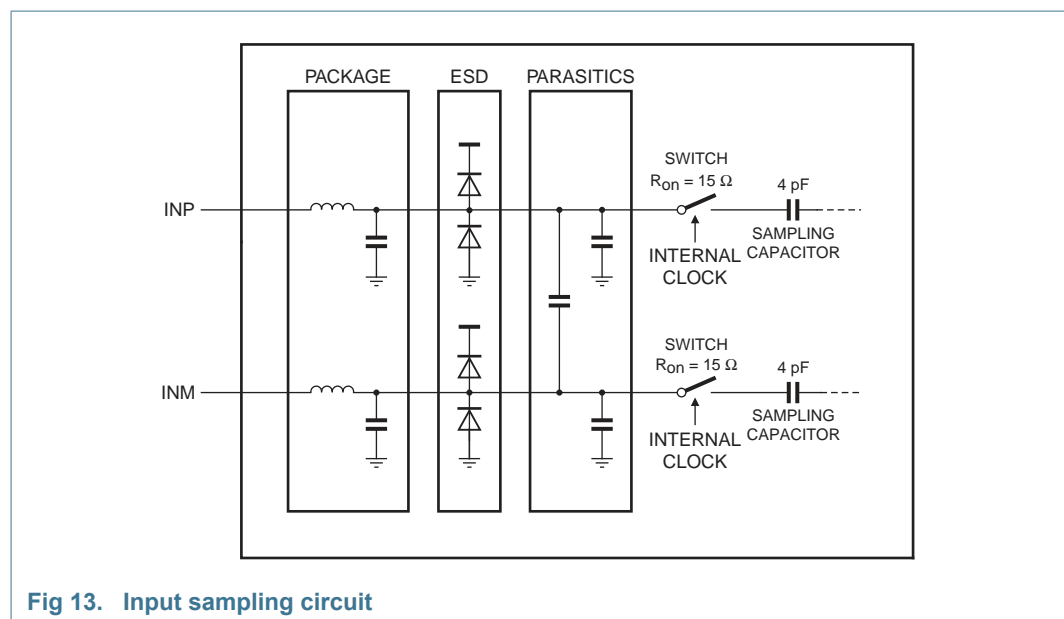 PACKAGE ESD PARASITICS
SWITCH
Ron = 15 Ω
4 pF
INP
SAMPLING
CAPACITOR
INTERNAL
CLOCK
SWITCH
Ron = 15 Ω
4 pF
INM
SAMPLING
CAPACITOR
INTERNAL
CLOCK
Fig 13. Input sampling circuit